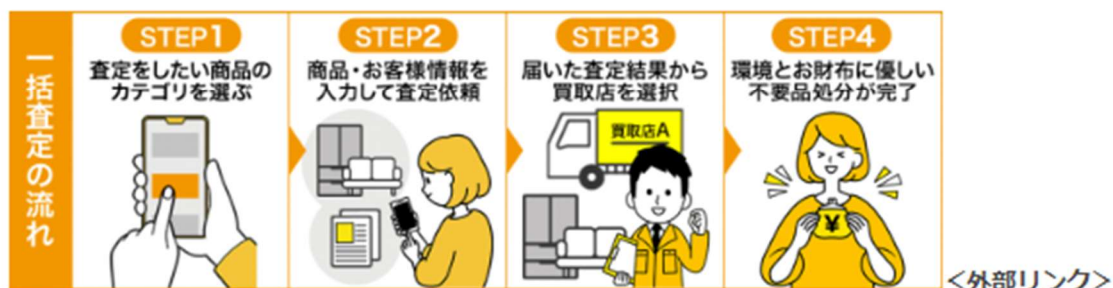 一括査定の流れ
STEP1
査定をしたい商品の
カテゴリを選ぶ
STEP2
商品・お客様情報を
入力して査定依頼
STEP3
届いた査定結果から
買取店を選択
買取店A
STEP4
環境とお財布に優しい
不要品処分が完了
¥
<外部リンク>